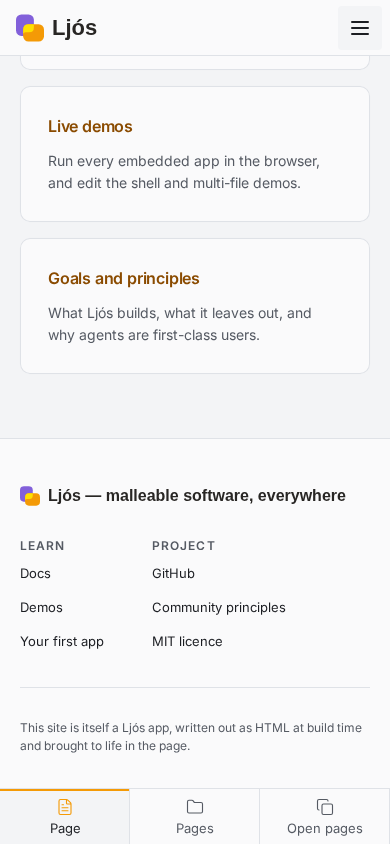 Ljós
Live demos
Run every embedded app in the browser,
and edit the shell and multi-file demos.
Goals and principles
What Ljós builds, what it leaves out, and
why agents are first-class users.
Ljós — malleable software, everywhere
LEARN
Docs
Demos
Your first app
PROJECT
GitHub
Community principles
MIT licence
This site is itself a Ljós app, written out as HTML at build time
and brought to life in the page.
Page
Pages
Open pages